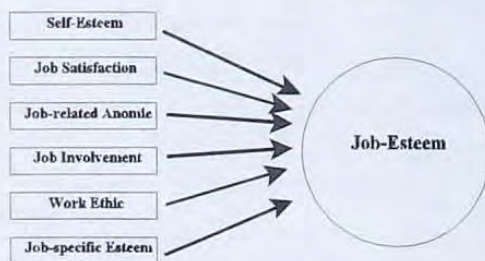 Self-Esteem
Job Satisfaction
Job-related Anomie
Job Involvement
Work Ethic
Job-specific Esteem
Job-Esteem